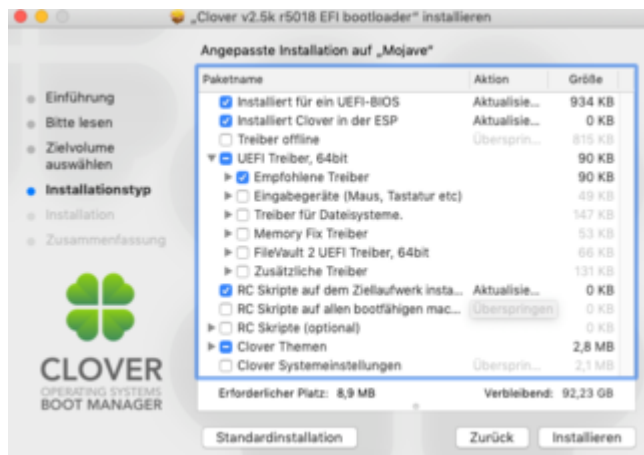 „Clover v2.5k r5018 EFI bootloader“ installieren
Angepasste Installation auf „Mojave“
Einführung
Bitte lesen
Zielvolume
auswählen
Installationstyp
Installation
Zusammenfassung
Paketname Aktion Größe
Installiert für ein UEFI-BIOS Aktualisie... 934 KB
Installiert Clover in der ESP Aktualisie... 0 KB
Treiber offline Übersprin... 815 KB
UEFI Treiber, 64bit 90 KB
Empfohlene Treiber 90 KB
Eingabegeräte (Maus, Tastatur etc) 49 KB
Treiber für Dateisysteme. 147 KB
Memory Fix Treiber 53 KB
FileVault 2 UEFI Treiber, 64bit 66 KB
Zusätzliche Treiber 131 KB
RC Skripte auf dem Ziellaufwerk insta... Aktualisie... 0 KB
RC Skripte auf allen bootfähigen mac... Überspringen 0 KB
RC Skripte (optional) 0 KB
Clover Themen 2,8 MB
Clover Systemeinstellungen Übersprin... 2,1 MB
Erforderlicher Platz: 8,9 MB Verbleibend: 92,23 GB
CLOVER
OPERATING SYSTEMS
BOOT MANAGER
Standardinstallation Zurück Installieren